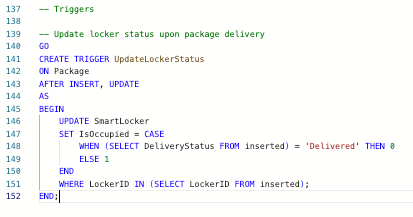 137 -- Triggers
138
139 -- Update locker status upon package delivery
140 GO
141 CREATE TRIGGER UpdateLockerStatus
142 ON Package
143 AFTER INSERT, UPDATE
144 AS
145 BEGIN
146     UPDATE SmartLocker
147     SET IsOccupied = CASE
148         WHEN (SELECT DeliveryStatus FROM inserted) = 'Delivered' THEN 0
149         ELSE 1
150     END
151     WHERE LockerID IN (SELECT LockerID FROM inserted);
152 END;